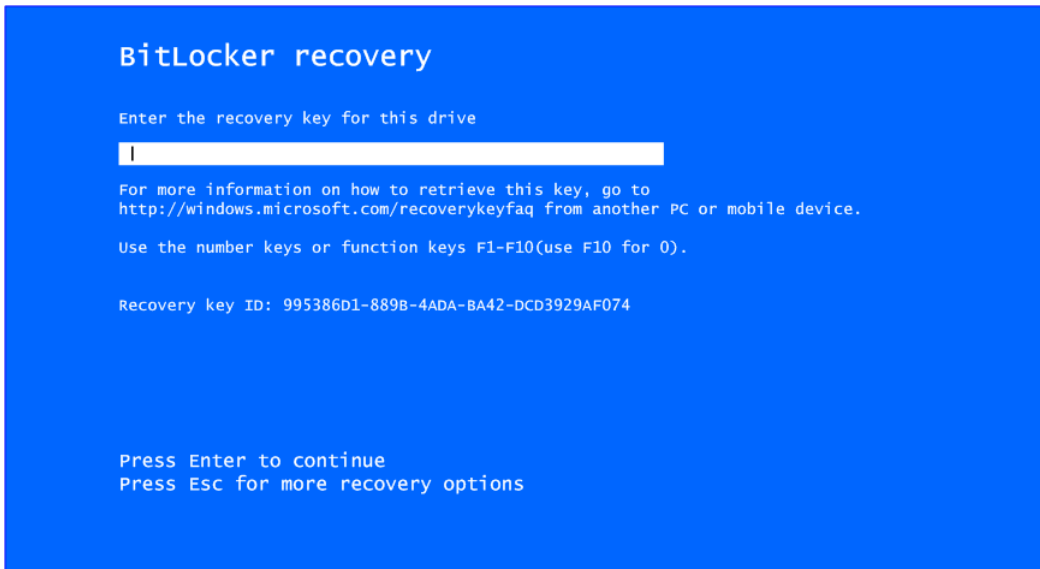 BitLocker recovery
Enter the recovery key for this drive
For more information on how to retrieve this key, go to
http://windows.microsoft.com/recoverykeyfaq from another PC or mobile device.
Use the number keys or function keys F1-F10(use F10 for 0).
Recovery key ID: 995386D1-889B-4ADA-BA42-DCD3929AF074
Press Enter to continue
Press Esc for more recovery options